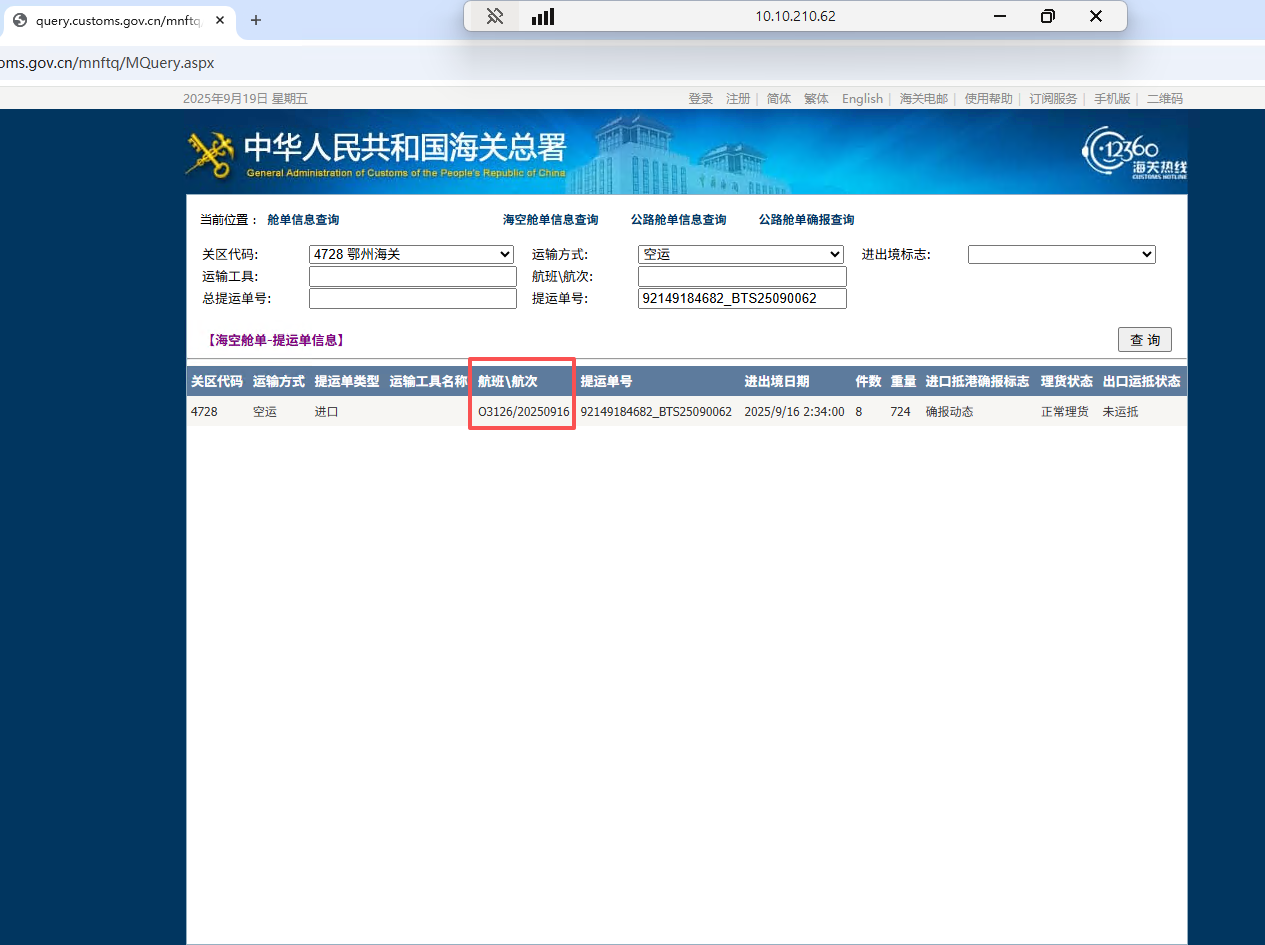 query.customs.gov.cn/mnftq
10.10.210.62
oms.gov.cn/mnftq/MQuery.aspx
2025年9月19日 星期五 登录 注册 | 简体 繁体 English | 海关电邮 | 使用帮助 | 订阅服务 | 手机版 | 二维码
中华人民共和国海关总署
General Administration of Customs of the People's Republic of China
12360
海关热线
CUSTOMS HOTLINE
当前位置： 舱单信息查询 海空舱单信息查询 公路舱单信息查询 公路舱单确报查询
关区代码: 4728 鄂州海关 运输方式: 空运 进出境标志:
运输工具: 航班\航次:
总提运单号: 提运单号: 92149184682_BTS25090062
【海空舱单-提运单信息】 查 询
关区代码 运输方式 提运单类型 运输工具名称 航班\航次 提运单号 进出境日期 件数 重量 进口抵港确报标志 理货状态 出口运抵状态
4728 空运 进口 O3126/20250916 92149184682_BTS25090062 2025/9/16 2:34:00 8 724 确报动态 正常理货 未运抵